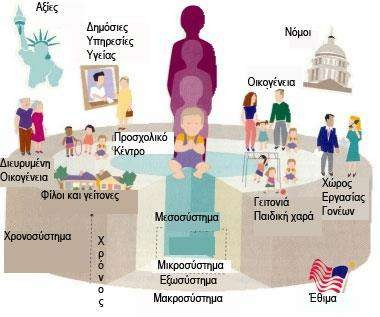 Αξίες
Δημόσιες
Υπηρεσίες
Υγείας
Νόμοι
Οικογένεια
Προσχολικό
Κέντρο
Διευρυμένη
Οικογένεια
Φίλοι και γείτονες
Γειτονιά
Παιδική χαρά
Χώρος
Εργασίας
Γονέων
Μεσοσύστημα
Χρονοσύστημα
Χρόνος
Μικροσύστημα
Εξωσύστημα
Μακροσύστημα
Έθιμα